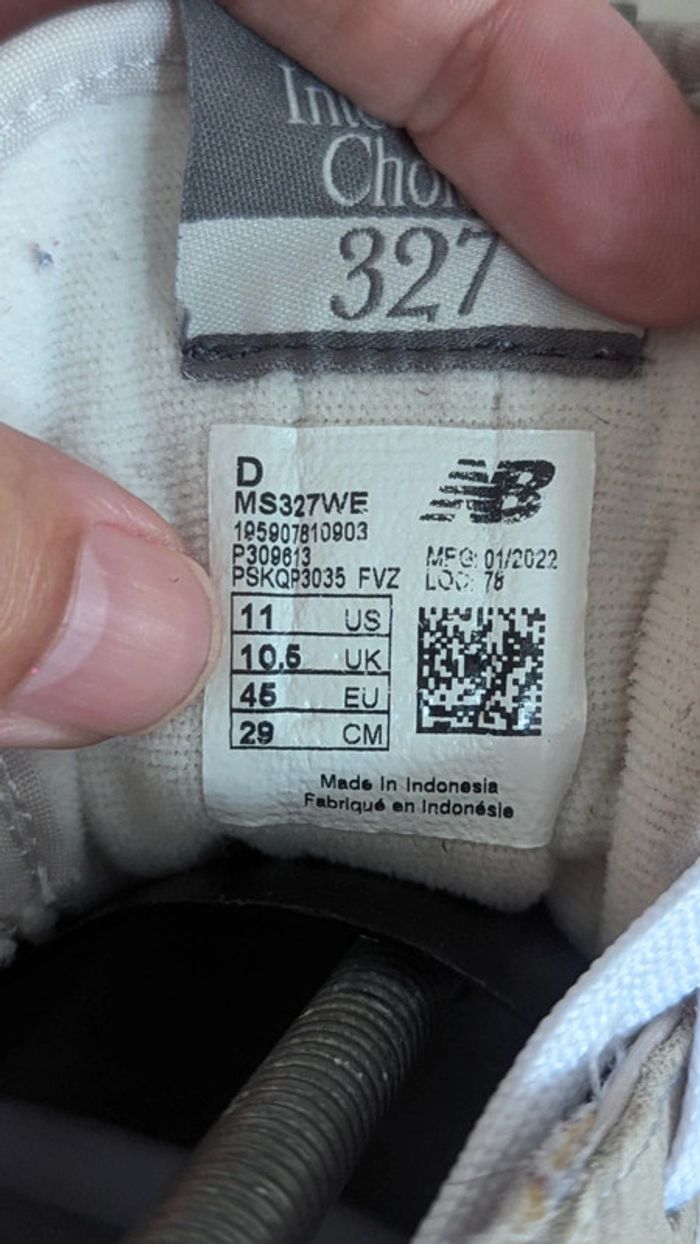 327
D
NB
MS327WE
195907810903
P309613
MFG: 01/2022
PSKQP3035 FVZ
LOC: 78
11 US
10.5 UK
45 EU
29 CM
Made in Indonesia
Fabriqué en Indonésie